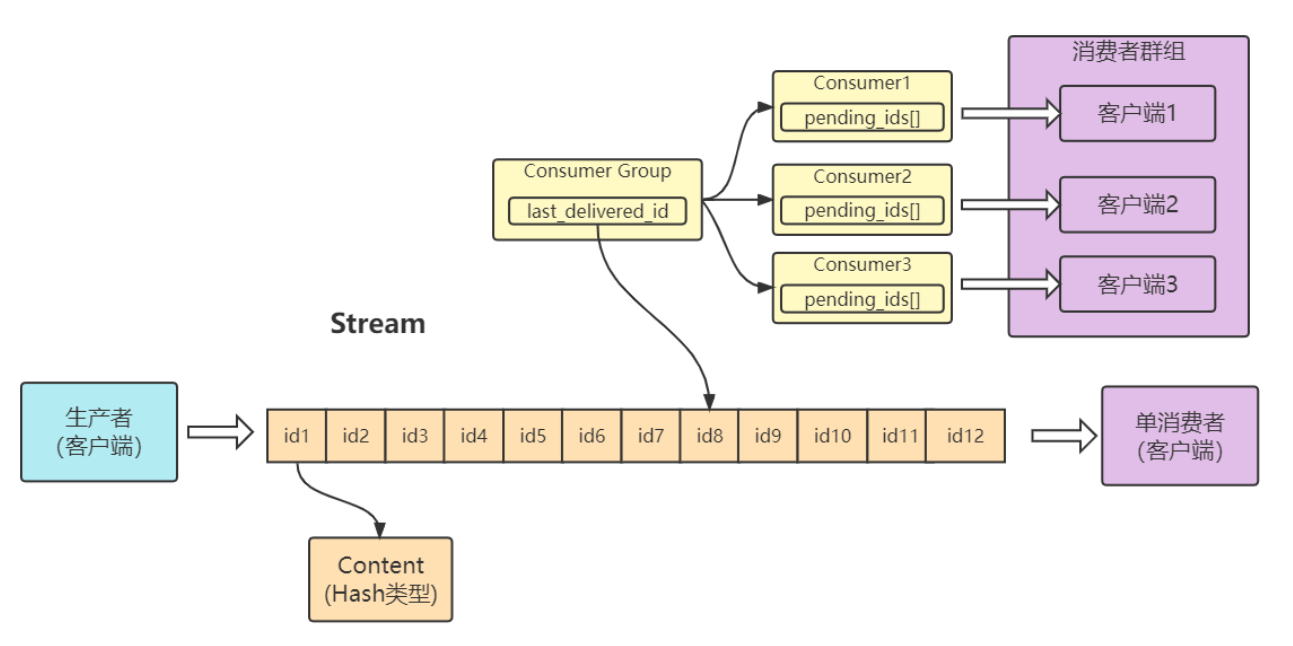 消费者群组
Consumer1
pending_ids[]
客户端1
Consumer Group
last_delivered_id
Consumer2
pending_ids[]
客户端2
Consumer3
pending_ids[]
客户端3
Stream
生产者
(客户端)
id1
id2
id3
id4
id5
id6
id7
id8
id9
id10
id11
id12
单消费者
(客户端)
Content
(Hash类型)